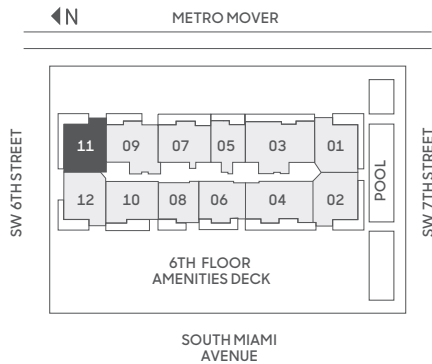 N
METRO MOVER
SW 6TH STREET
11
09
07
05
03
01
12
10
08
06
04
02
POOL
SW 7TH STREET
6TH FLOOR
AMENITIES DECK
SOUTH MIAMI
AVENUE